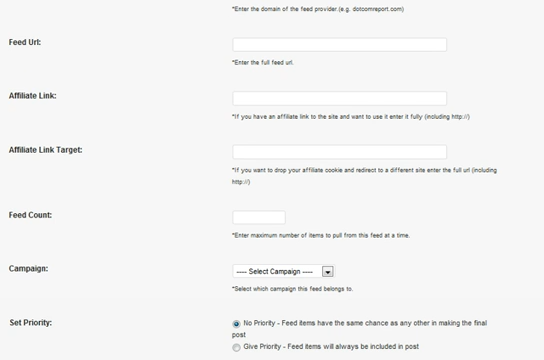 *Enter the domain of the feed provider.(e.g. dotcomreport.com)
Feed Url:
*Enter the full feed url.
Affiliate Link:
*If you have an affiliate link to the site and want to use it enter it fully (including http://)
Affiliate Link Target:
*If you want to drop your affiliate cookie and redirect to a different site enter the full url (including
http://)
Feed Count:
*Enter maximum number of items to pull from this feed at a time.
Campaign:
---- Select Campaign ----
*Select which campaign this feed belongs to.
Set Priority:
No Priority - Feed items have the same chance as any other in making the final
post
Give Priority - Feed items will always be included in post